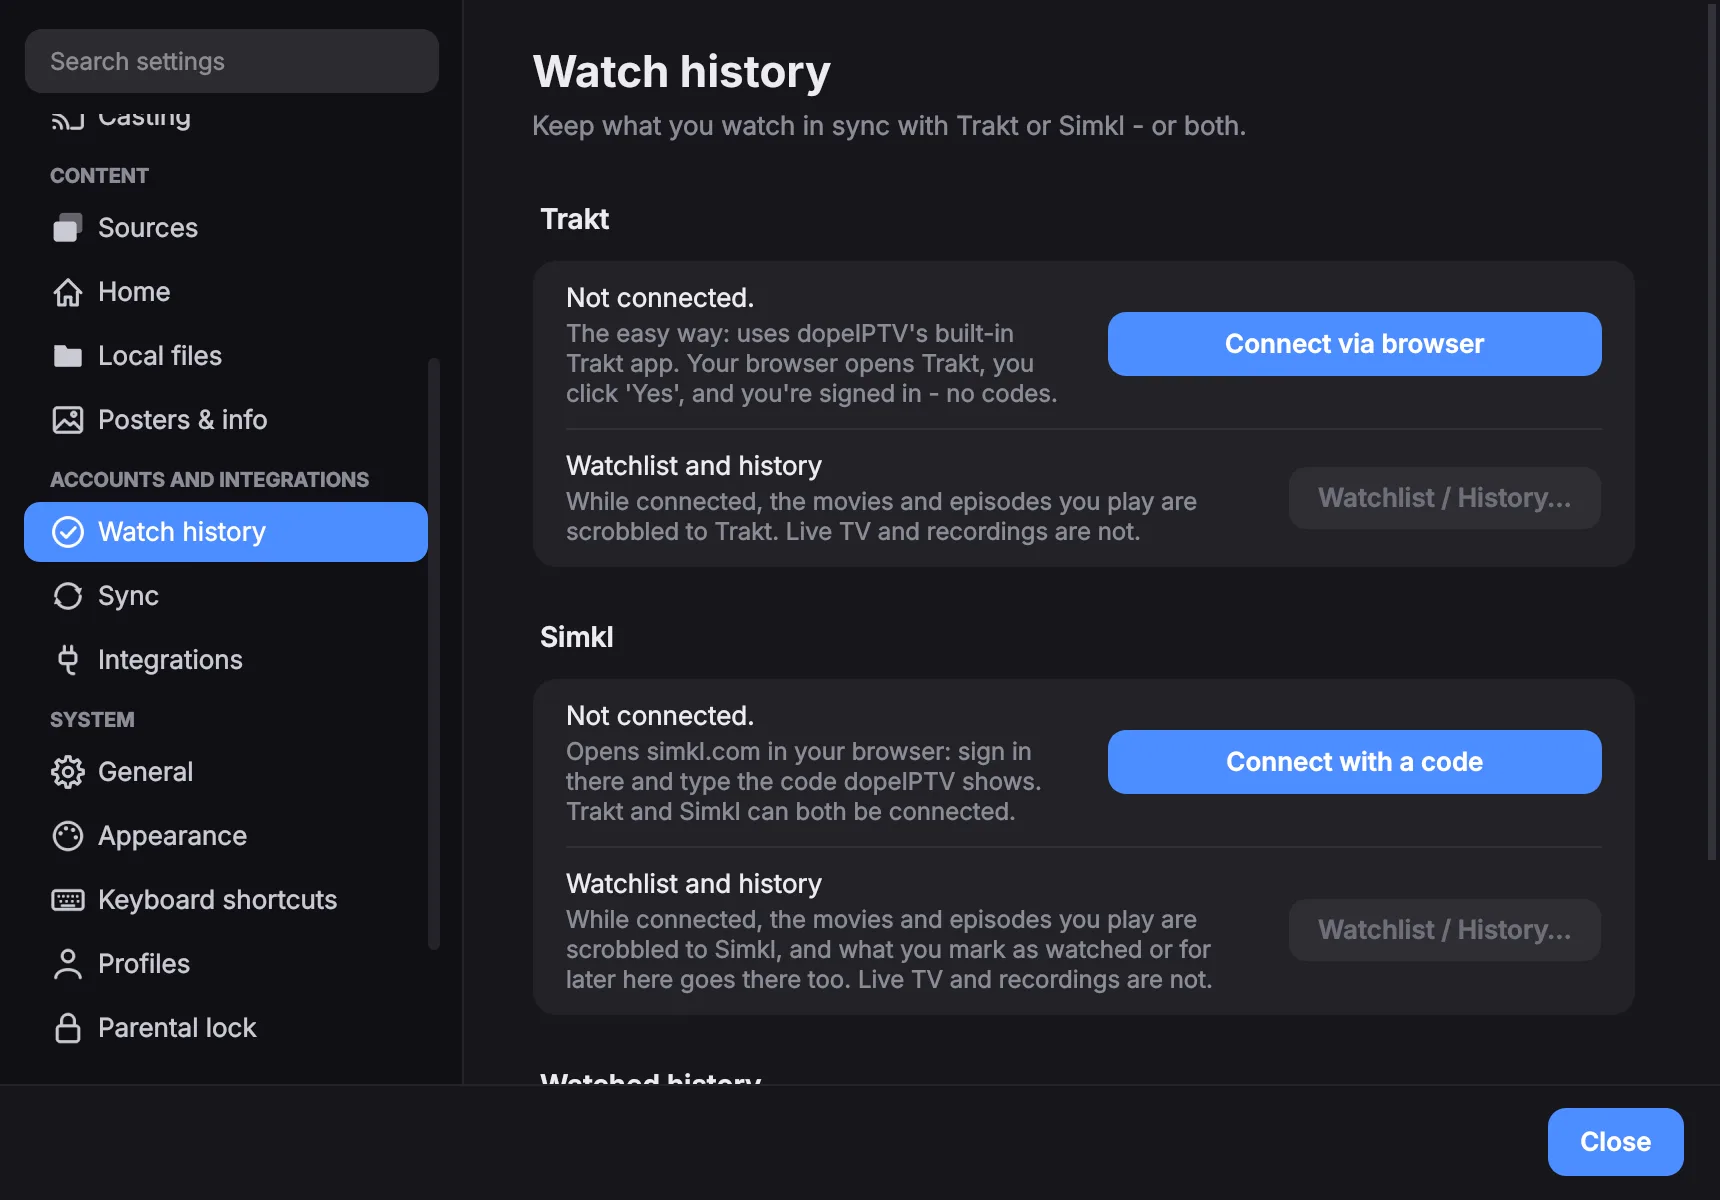 Search settings
Casting
CONTENT
Sources
Home
Local files
Posters & info
ACCOUNTS AND INTEGRATIONS
Watch history
Sync
Integrations
SYSTEM
General
Appearance
Keyboard shortcuts
Profiles
Parental lock
Watch history
Keep what you watch in sync with Trakt or Simkl - or both.
Trakt
Not connected.
The easy way: uses dopeIPTV's built-in
Trakt app. Your browser opens Trakt, you
click 'Yes', and you're signed in - no codes.
Connect via browser
Watchlist and history
While connected, the movies and episodes you play are
scrobbled to Trakt. Live TV and recordings are not.
Watchlist / History...
Simkl
Not connected.
Opens simkl.com in your browser: sign in
there and type the code dopeIPTV shows.
Trakt and Simkl can both be connected.
Connect with a code
Watchlist and history
While connected, the movies and episodes you play are
scrobbled to Simkl, and what you mark as watched or for
later here goes there too. Live TV and recordings are not.
Watchlist / History...
Watched history
Close